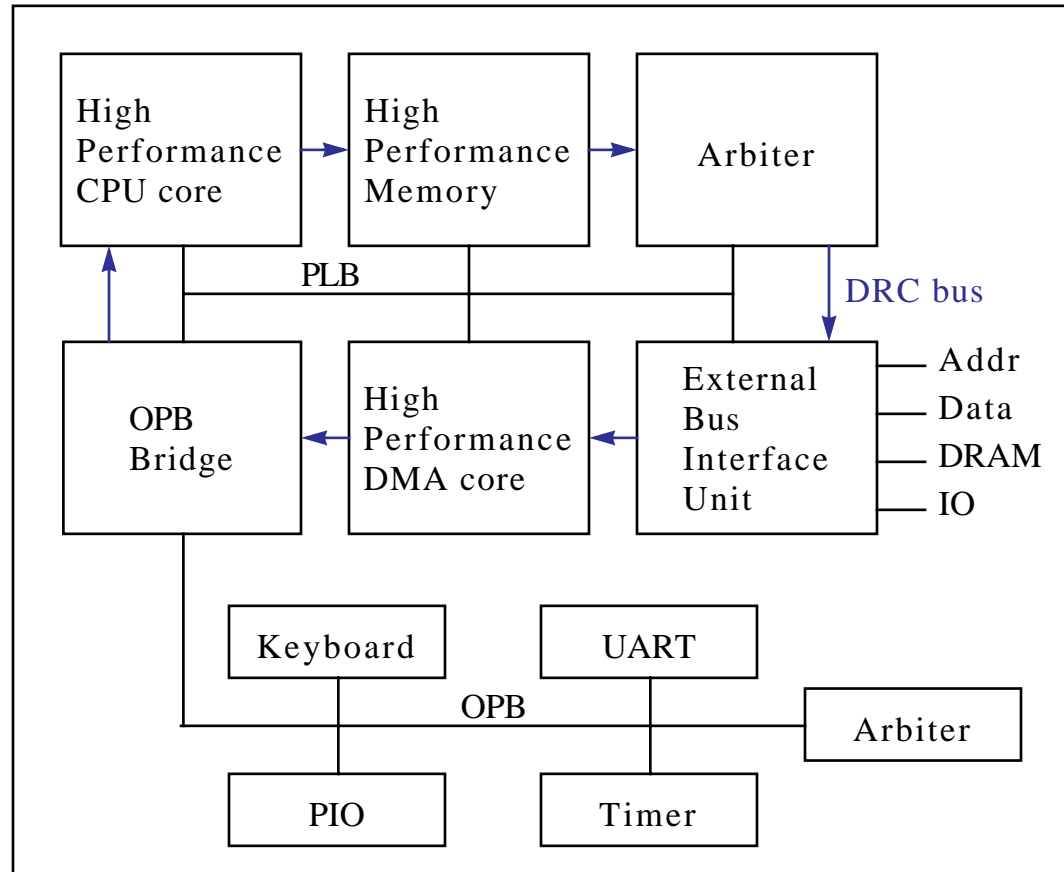 High
Performance
CPU core
High
Performance
Memory
Arbiter
PLB
DRC bus
OPB
Bridge
High
Performance
DMA core
External
Bus
Interface
Unit
Addr
Data
DRAM
IO
Keyboard
UART
OPB
Arbiter
PIO
Timer